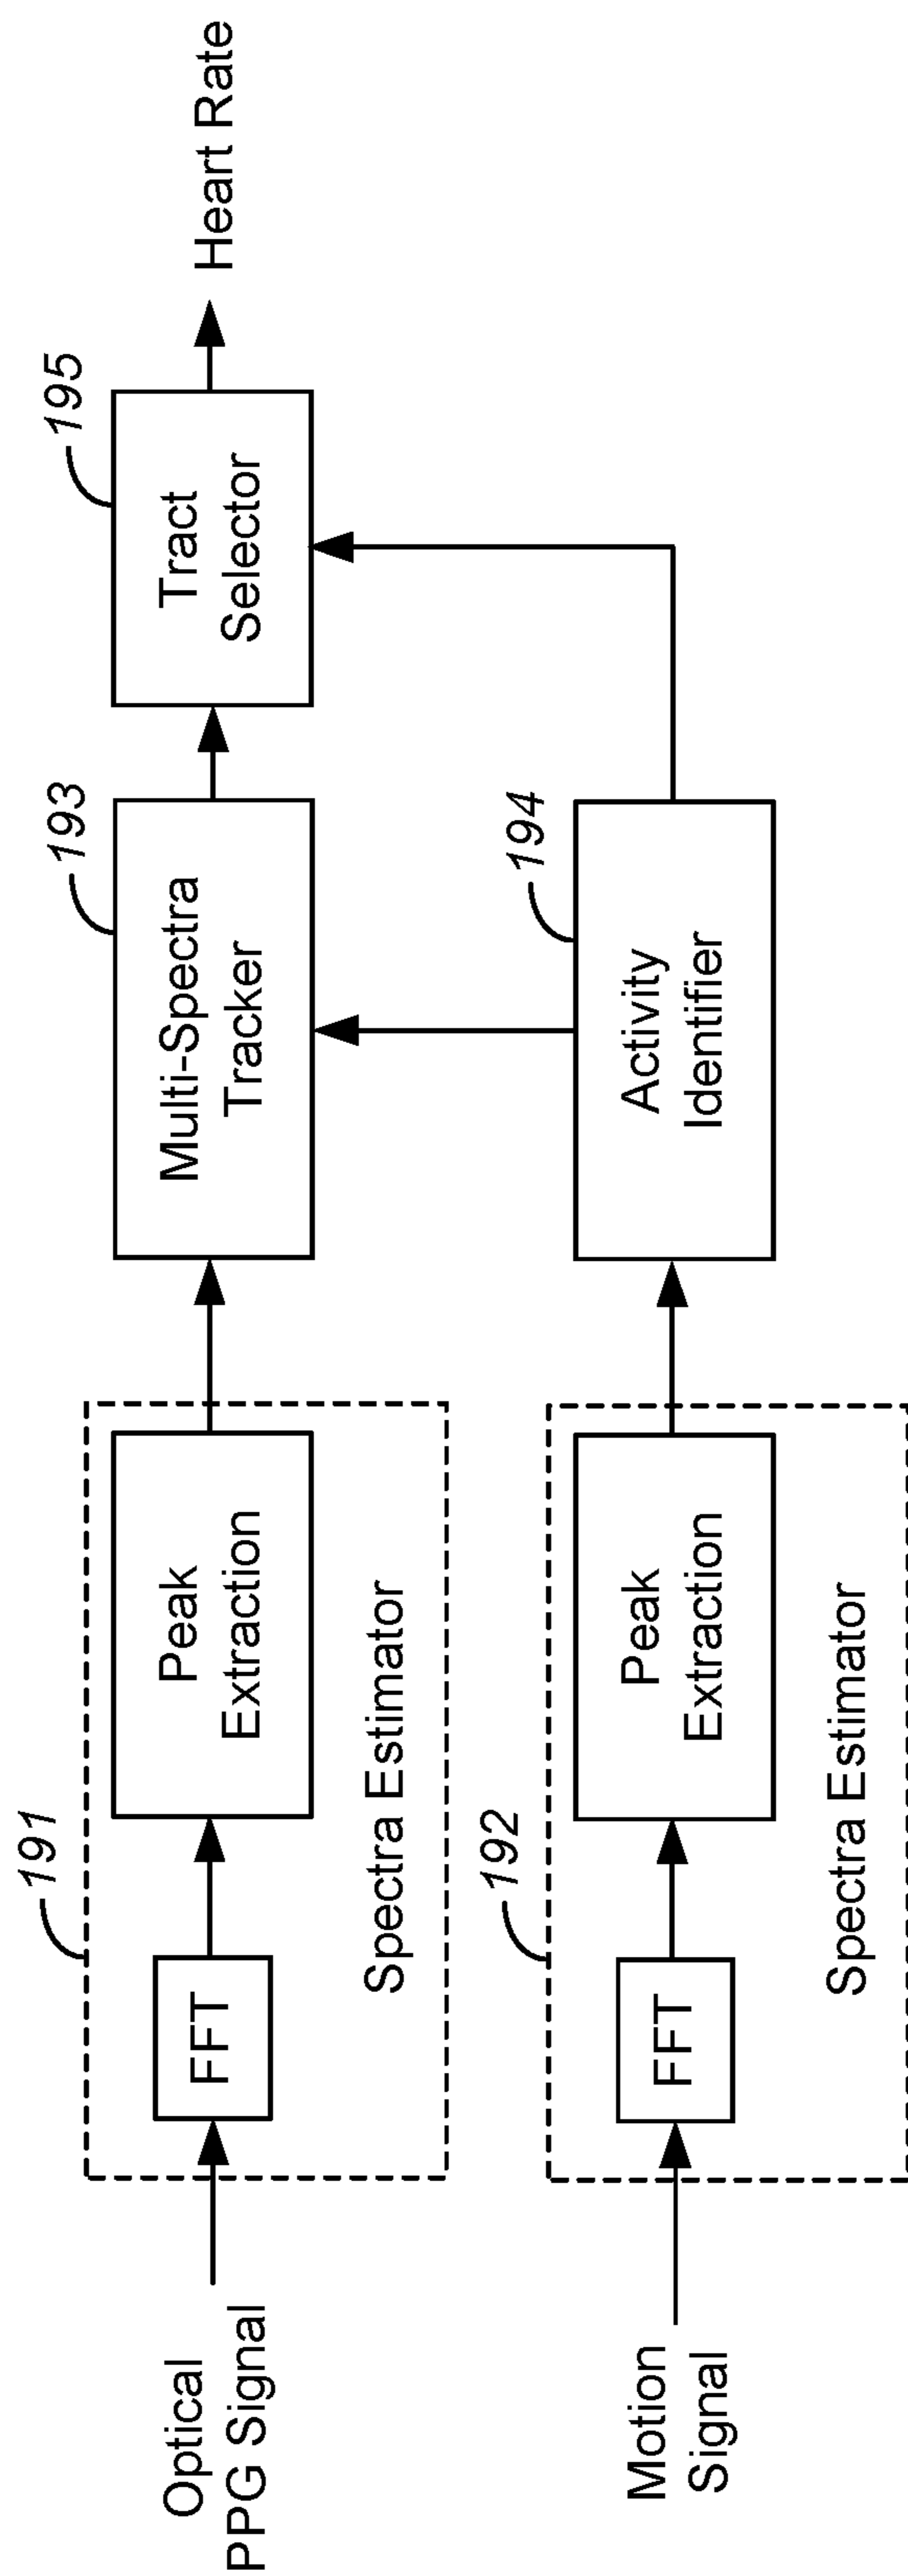 Optical
PPG Signal
191
FFT
Peak
Extraction
Spectra Estimator
193
Multi-Spectra
Tracker
195
Tract
Selector
Heart Rate
Motion
Signal
192
FFT
Peak
Extraction
Spectra Estimator
194
Activity
Identifier